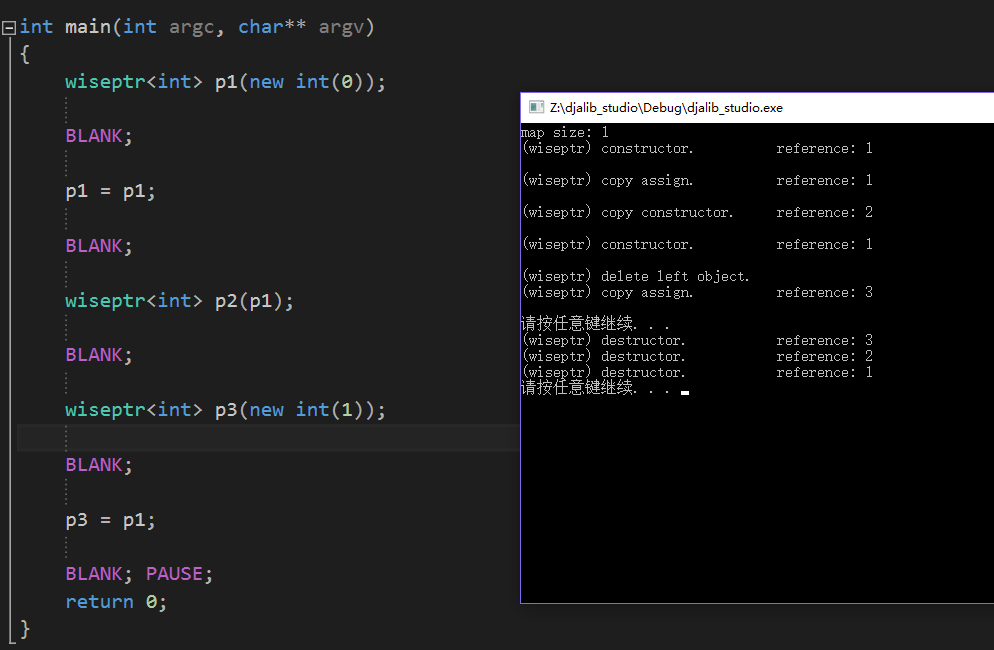 int main(int argc, char** argv)
{
wiseptr<int> p1(new int(0));
BLANK;
p1 = p1;
BLANK;
wiseptr<int> p2(p1);
BLANK;
wiseptr<int> p3(new int(1));
BLANK;
p3 = p1;
BLANK; PAUSE;
return 0;
}
Z:\djalib_studio\Debug\djalib_studio.exe
map size: 1
(wiseptr) constructor. reference: 1
(wiseptr) copy assign. reference: 1
(wiseptr) copy constructor. reference: 2
(wiseptr) constructor. reference: 1
(wiseptr) delete left object.
(wiseptr) copy assign. reference: 3
请按任意键继续. . .
(wiseptr) destructor. reference: 3
(wiseptr) destructor. reference: 2
(wiseptr) destructor. reference: 1
请按任意键继续. . .